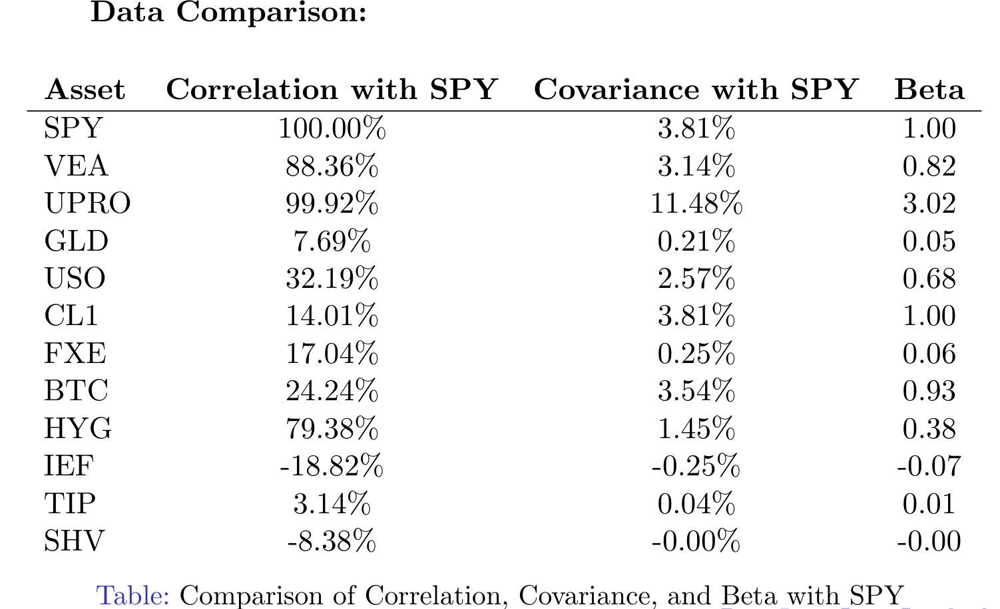 Data Comparison:
Asset Correlation with SPY Covariance with SPY Beta
SPY 100.00% 3.81% 1.00
VEA 88.36% 3.14% 0.82
UPRO 99.92% 11.48% 3.02
GLD 7.69% 0.21% 0.05
USO 32.19% 2.57% 0.68
CL1 14.01% 3.81% 1.00
FXE 17.04% 0.25% 0.06
BTC 24.24% 3.54% 0.93
HYG 79.38% 1.45% 0.38
IEF -18.82% -0.25% -0.07
TIP 3.14% 0.04% 0.01
SHV -8.38% -0.00% -0.00
Table: Comparison of Correlation, Covariance, and Beta with SPY